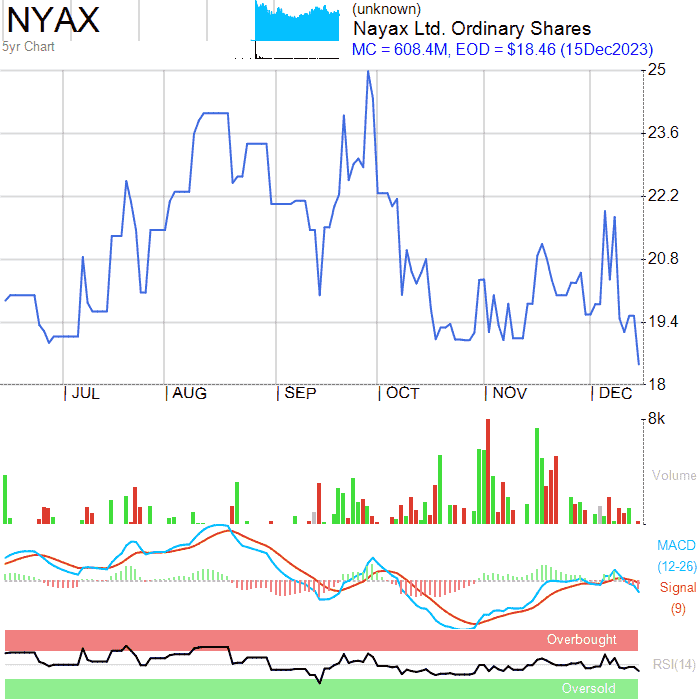 NYAX
5yr Chart
(unknown)
Nayax Ltd. Ordinary Shares
MC = 608.4M, EOD = $18.46 (15Dec2023)
25
23.6
22.2
20.8
19.4
18
JUL AUG SEP OCT NOV DEC
8k
Volume
MACD
(12-26)
Signal
(9)
Overbought
RSI(14)
Oversold